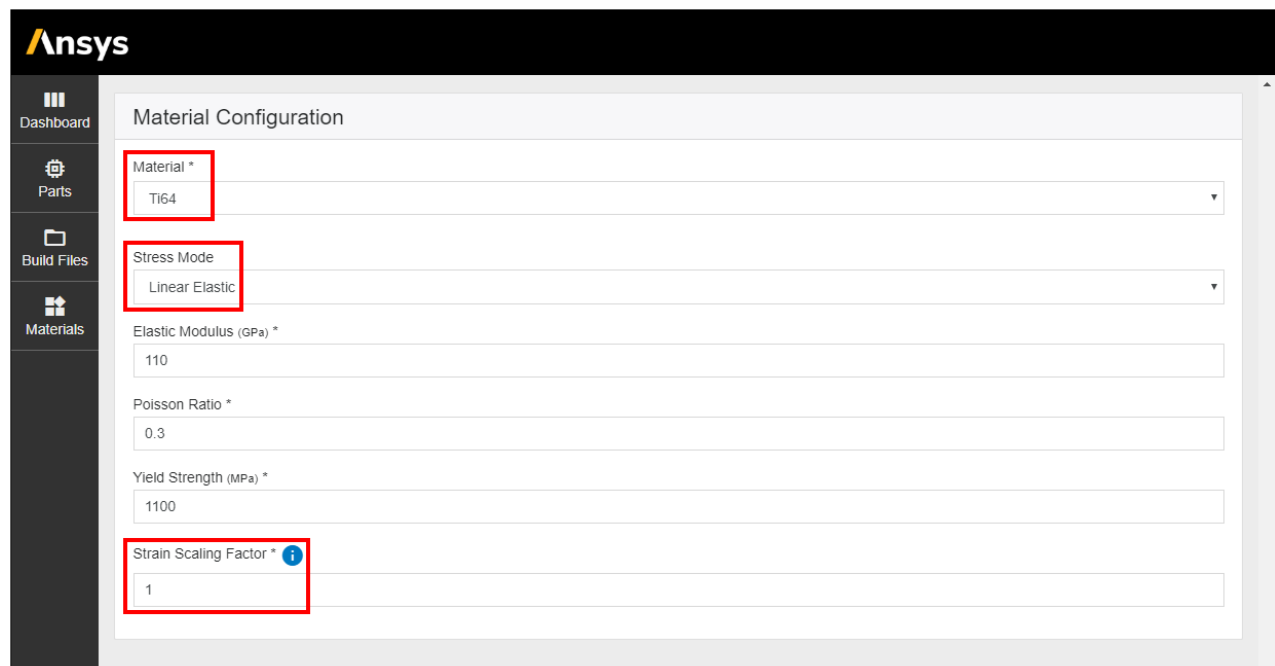 Ansys
Dashboard
Parts
Build Files
Materials
Material Configuration
Material *
Ti64
Stress Mode
Linear Elastic
Elastic Modulus (GPa) *
110
Poisson Ratio *
0.3
Yield Strength (MPa) *
1100
Strain Scaling Factor * i
1